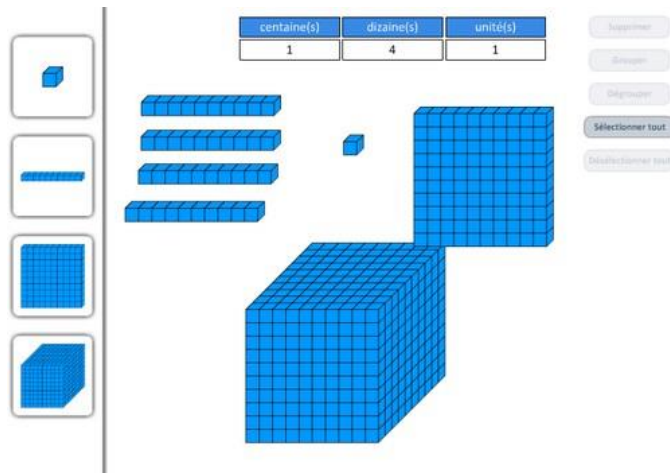 centaine(s) dizaine(s) unité(s)
1 4 1
Supprimer
Grouper
Dégrouper
Sélectionner tout
Désélectionner tout